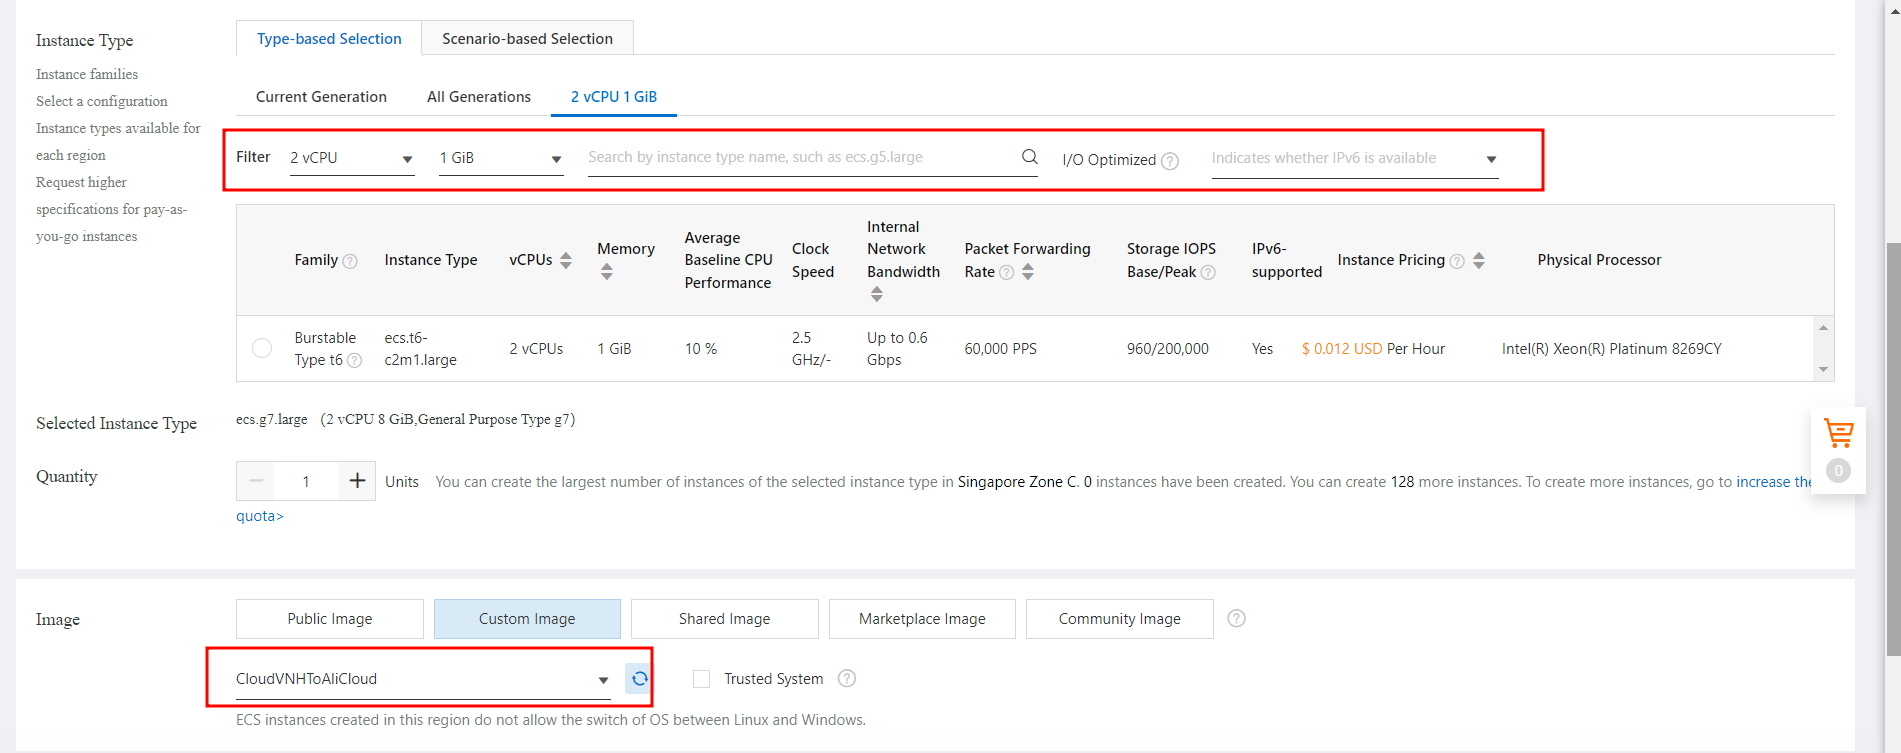 Instance Type
Instance families
Select a configuration
Instance types available for
each region
Request higher
specifications for pay-as-
you-go instances
Type-based Selection
Scenario-based Selection
Current Generation
All Generations
2 vCPU 1 GiB
Filter
2 vCPU
1 GiB
Search by instance type name, such as ecs.g5.large
I/O Optimized ?
Indicates whether IPv6 is available
Family ?
Instance Type
vCPUs
Memory
Average
Baseline CPU
Performance
Clock
Speed
Internal
Network
Bandwidth
Packet Forwarding
Rate ?
Storage IOPS
Base/Peak ?
IPv6-
supported
Instance Pricing ?
Physical Processor
Burstable
Type t6 ?
ecs.t6-
c2m1.large
2 vCPUs
1 GiB
10 %
2.5
GHz/-
Up to 0.6
Gbps
60,000 PPS
960/200,000
Yes
$ 0.012 USD Per Hour
Intel(R) Xeon(R) Platinum 8269CY
Selected Instance Type
ecs.g7.large (2 vCPU 8 GiB,General Purpose Type g7)
Quantity
1
Units
You can create the largest number of instances of the selected instance type in Singapore Zone C. 0 instances have been created. You can create 128 more instances. To create more instances, go to increase the
quota>
0
Image
Public Image
Custom Image
Shared Image
Marketplace Image
Community Image
?
CloudVNHToAliCloud
Trusted System ?
ECS instances created in this region do not allow the switch of OS between Linux and Windows.